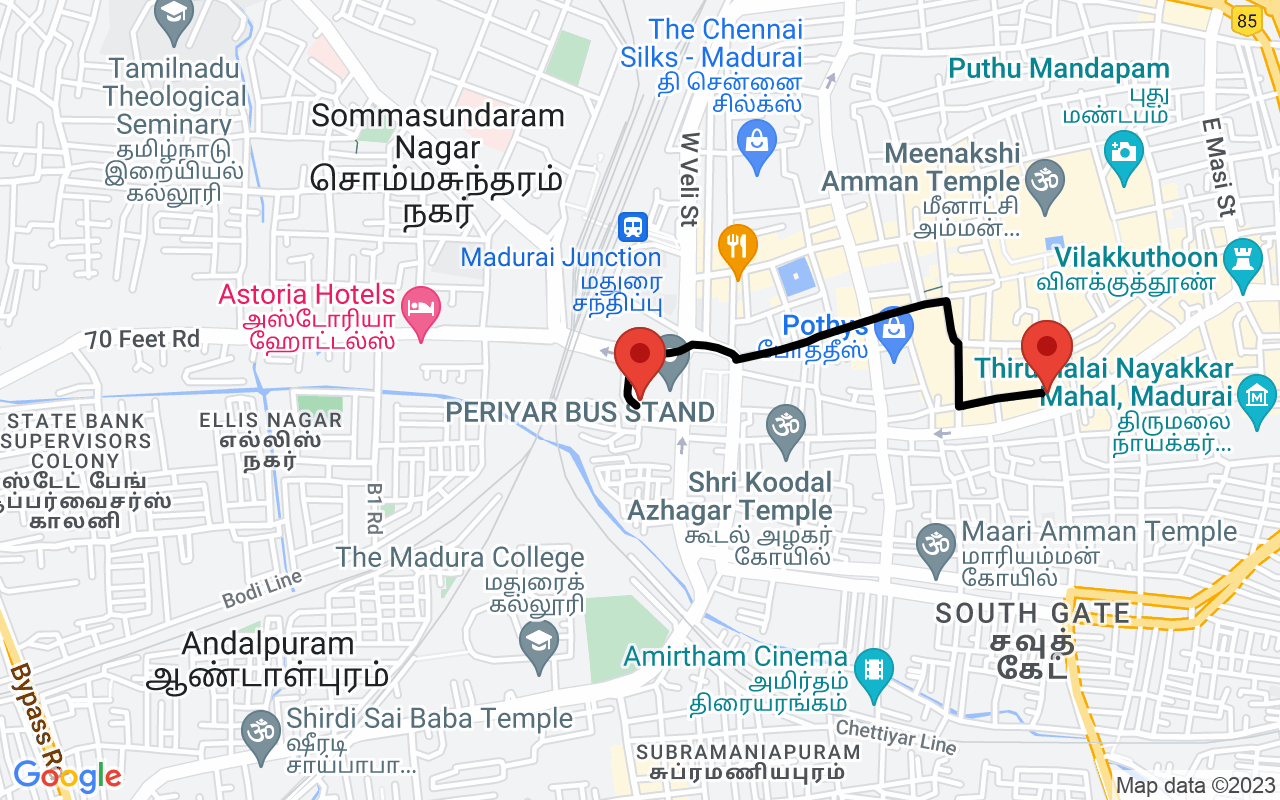 85
The Chennai
Silks - Madurai
தி சென்னை
சில்க்ஸ்
Tamilnadu
Theological
Seminary
தமிழ்நாடு
இறையியல்
கல்லூரி
Puthu Mandapam
புது
மண்டபம்
Sommasundaram
Nagar
சொம்மசுந்தரம்
நகர்
W Veli St
E Masi St
Meenakshi
Amman Temple
மீனாட்சி
அம்மன்...
Madurai Junction
மதுரை
சந்திப்பு
Vilakkuthoon
விளக்குத்தூண்
Astoria Hotels
அஸ்டோரியா
ஹோட்டல்ஸ்
70 Feet Rd
Pothys
போத்தீஸ்
Thirumalai Nayakkar
Mahal, Madurai
திருமலை
நாயக்கர்...
PERIYAR BUS STAND
STATE BANK
SUPERVISORS
COLONY
ஸ்டேட் பேங்
காலனி
ELLIS NAGAR
எல்லிஸ்
நகர்
B1 Rd
Shri Koodal
Azhagar Temple
கூடல் அழகர்
கோயில்
Maari Amman Temple
மாரியம்மன்
கோயில்
The Madura College
மதுரைக்
கல்லூரி
Bodi Line
SOUTH GATE
சவுத்
கேட்
Andalpuram
ஆண்டாள்புரம்
Amirtham Cinema
அமிர்தம்
திரையரங்கம்
Bypass Rd
Shirdi Sai Baba Temple
ஷீரடி
சாய்பாபா...
Chettiyar Line
SUBRAMANIAPURAM
சுப்ரமணியபுரம்
Google
Map data ©2023